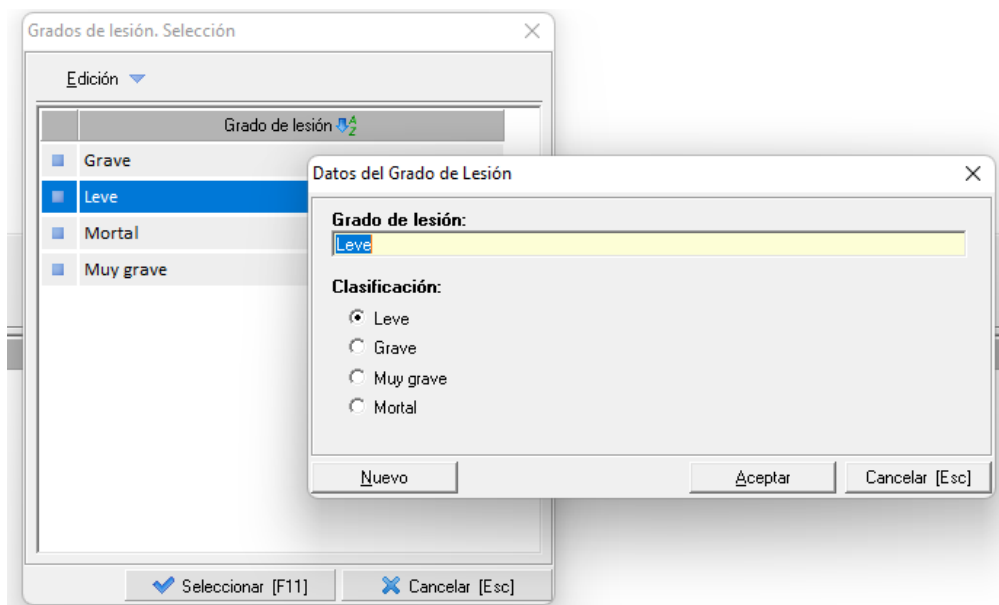 Grados de lesión. Selección
Edición
Grado de lesión
Grave
Leve
Mortal
Muy grave
Seleccionar [F11]
Cancelar [Esc]
Datos del Grado de Lesión
Grado de lesión:
Leve
Clasificación:
Leve
Grave
Muy grave
Mortal
Nuevo
Aceptar
Cancelar [Esc]